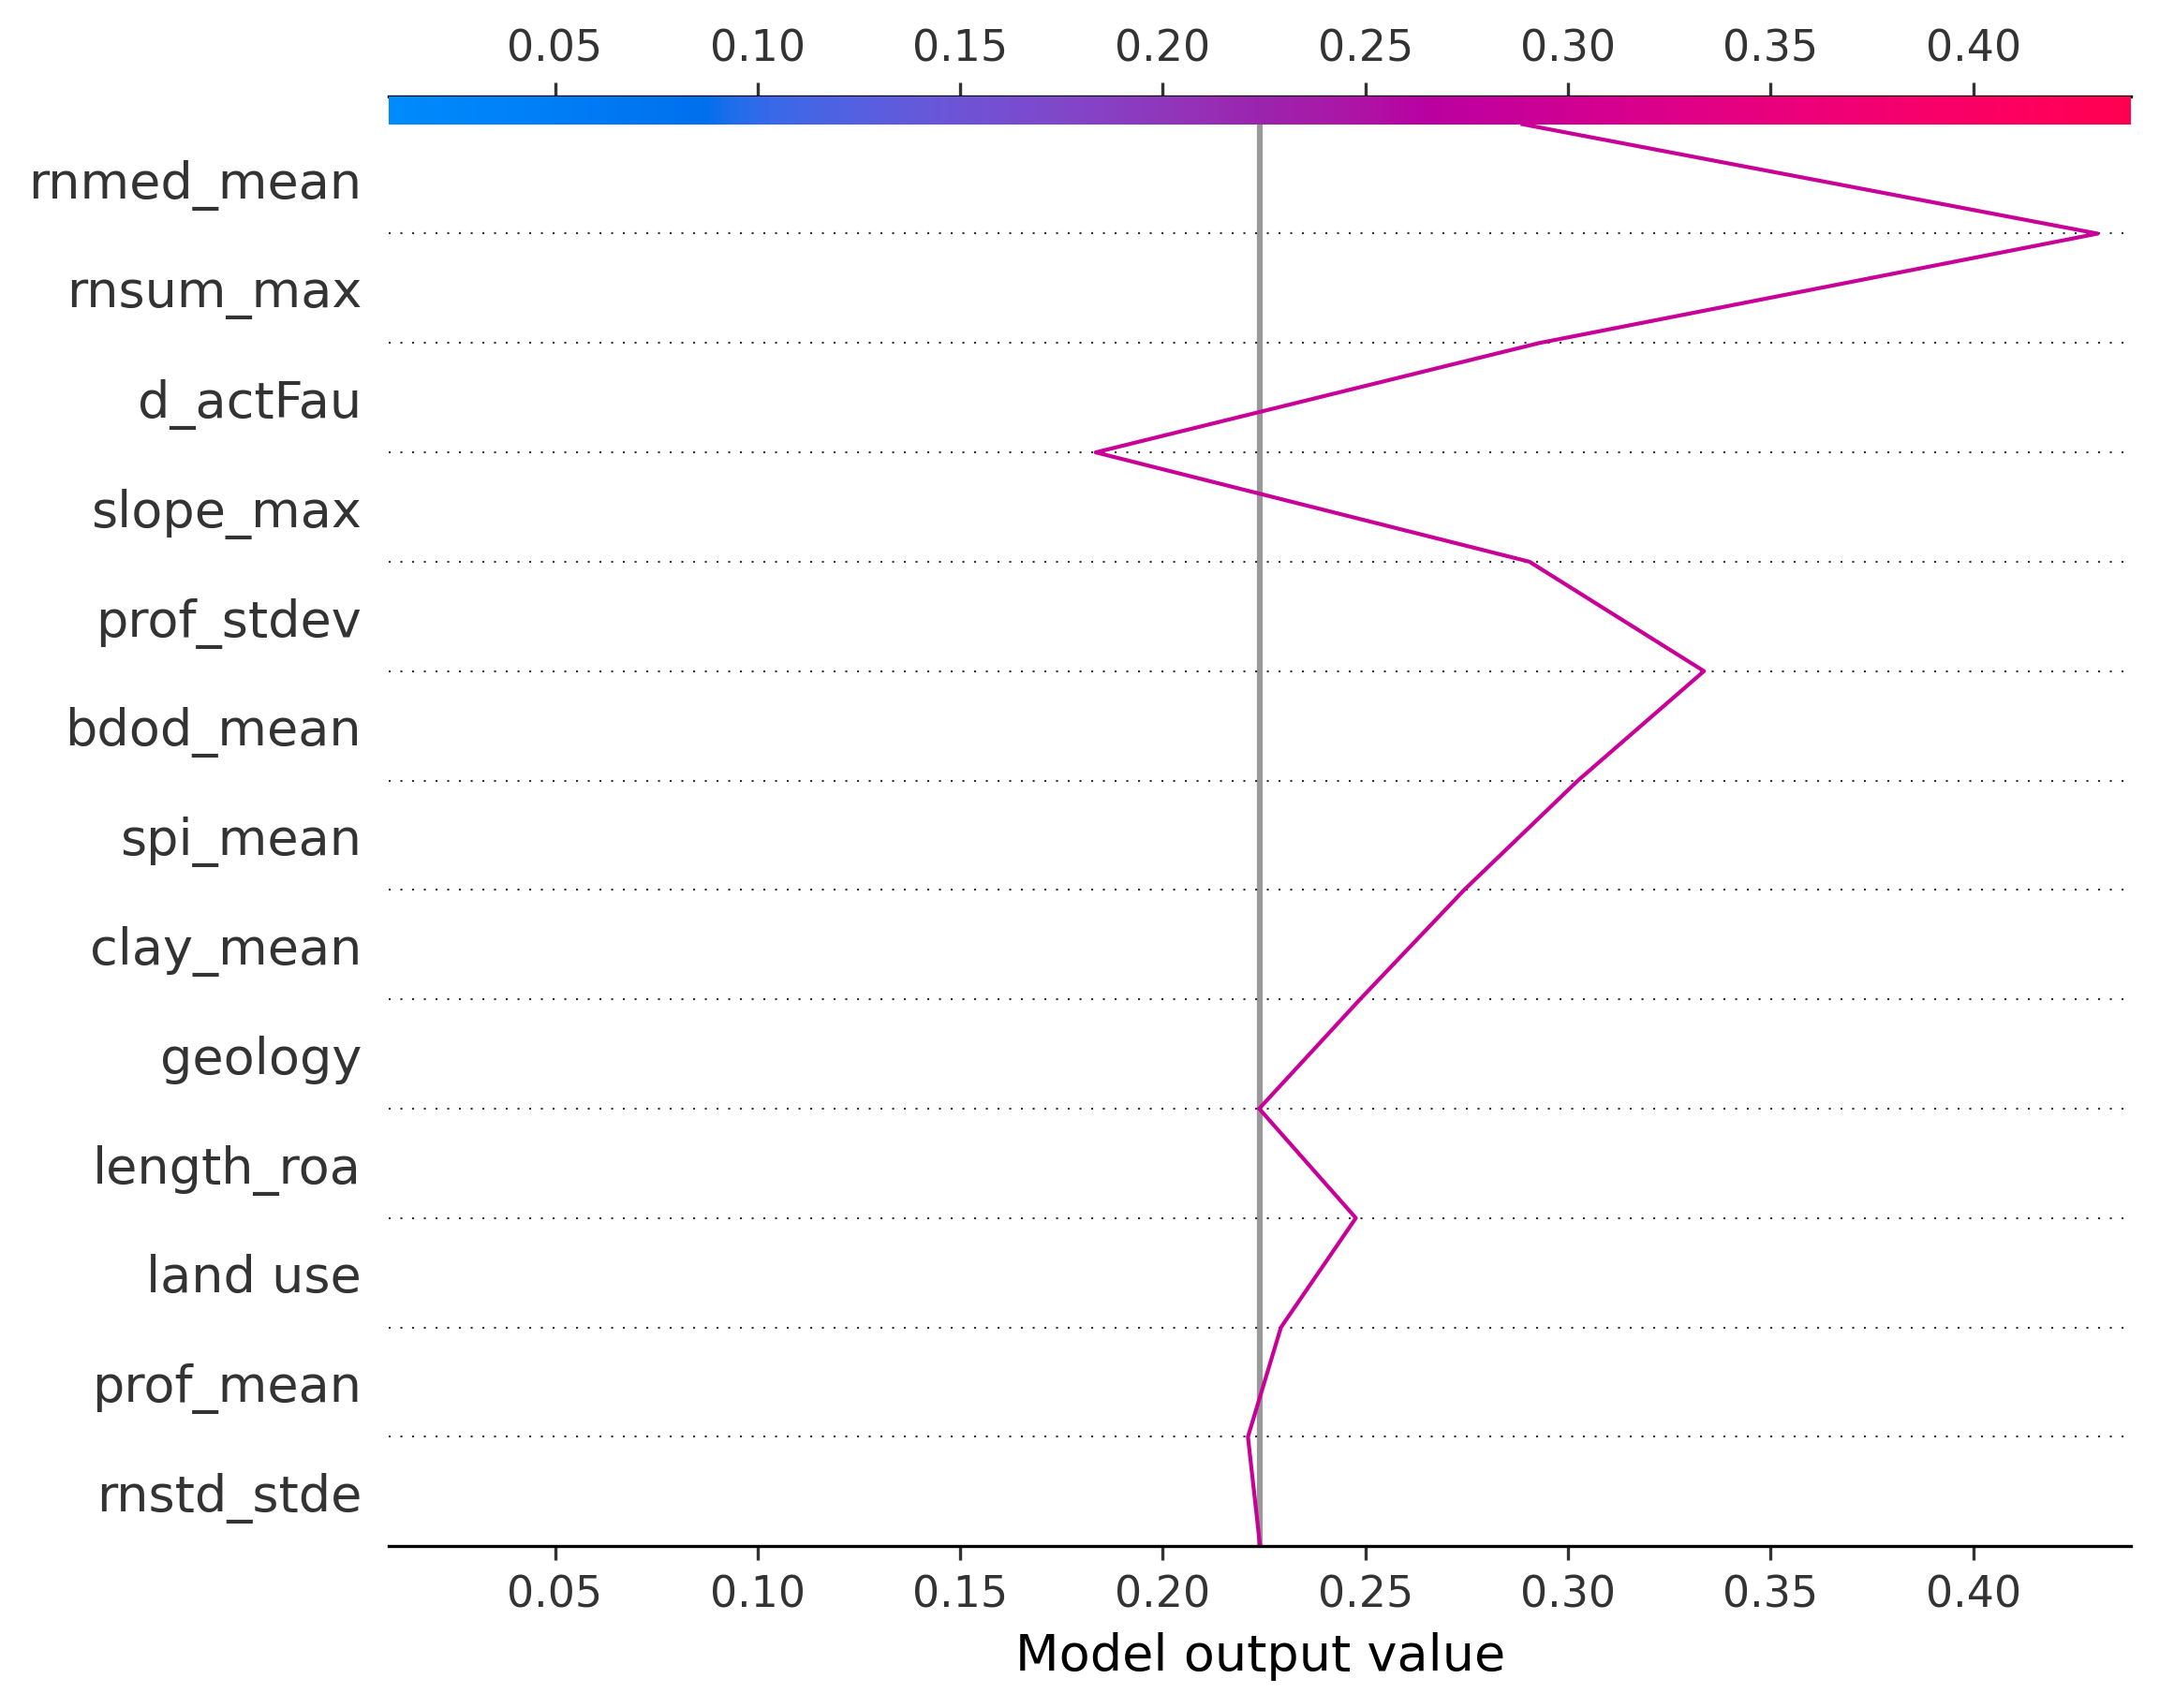 0.05 0.10 0.15 0.20 0.25 0.30 0.35 0.40
rnmed_mean
rnsum_max
d_actFau
slope_max
prof_stdev
bdod_mean
spi_mean
clay_mean
geology
length_roa
land use
prof_mean
rnstd_stde
0.05 0.10 0.15 0.20 0.25 0.30 0.35 0.40
Model output value